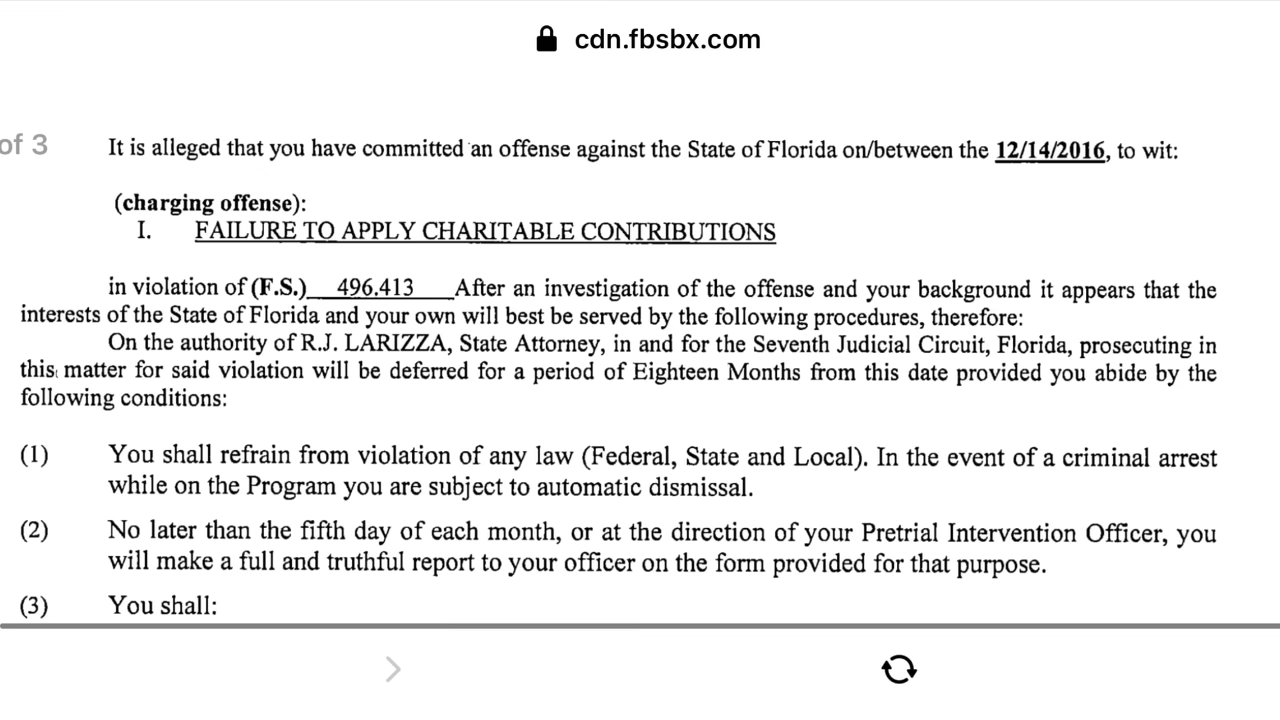 cdn.fbsbx.com
of 3
It is alleged that you have committed an offense against the State of Florida on/between the 12/14/2016, to wit:
(charging offense):
I. FAILURE TO APPLY CHARITABLE CONTRIBUTIONS
in violation of (F.S.) 496.413 After an investigation of the offense and your background it appears that the
interests of the State of Florida and your own will best be served by the following procedures, therefore:
On the authority of R.J. LARIZZA, State Attorney, in and for the Seventh Judicial Circuit, Florida, prosecuting in
this matter for said violation will be deferred for a period of Eighteen Months from this date provided you abide by the
following conditions:
(1) You shall refrain from violation of any law (Federal, State and Local). In the event of a criminal arrest
while on the Program you are subject to automatic dismissal.
(2) No later than the fifth day of each month, or at the direction of your Pretrial Intervention Officer, you
will make a full and truthful report to your officer on the form provided for that purpose.
(3) You shall: